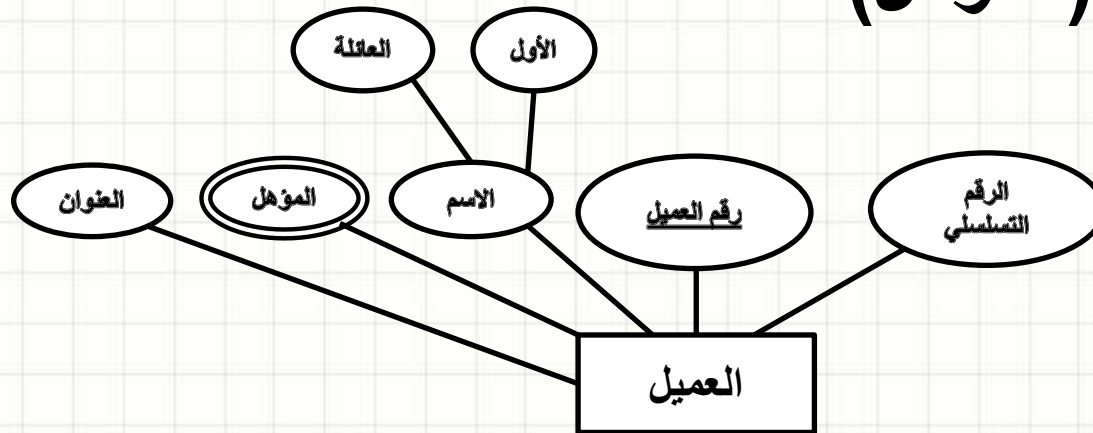 العائلة
الأول
الرقم
التسلسلي
رقم العميل
الاسم
المؤهل
العنوان
العميل